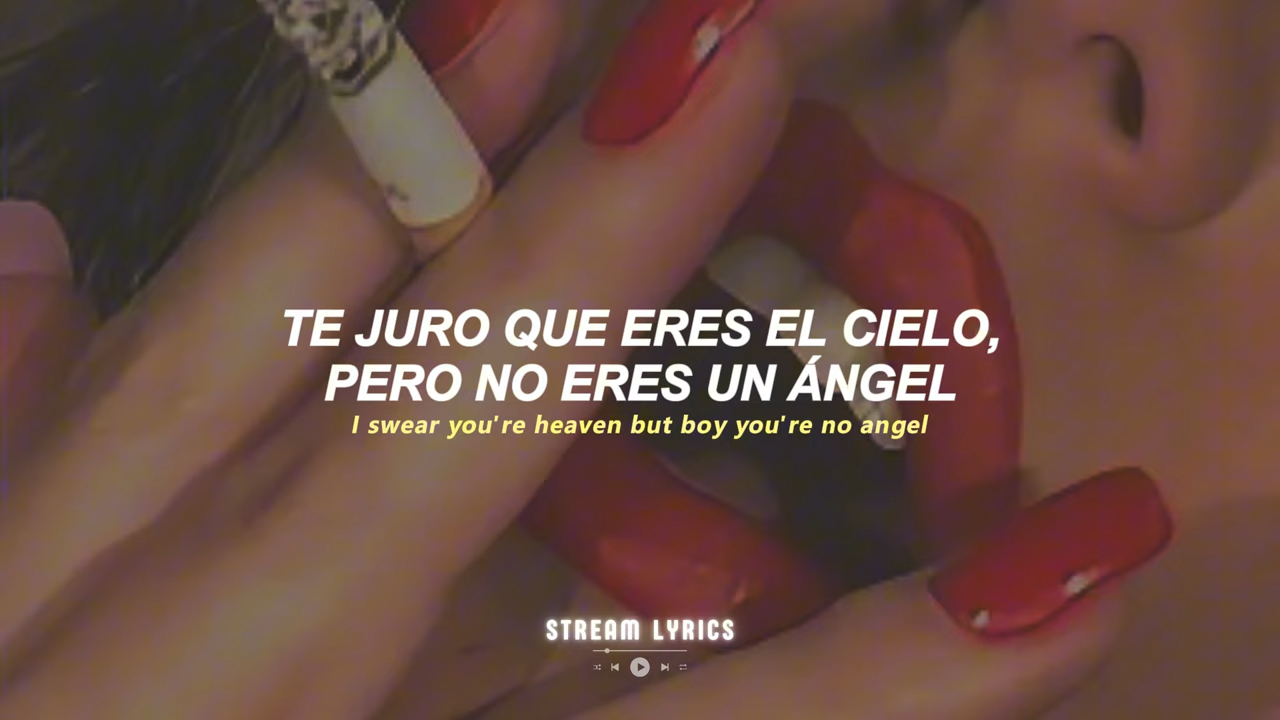 TE JURO QUE ERES EL CIELO,
PERO NO ERES UN ÁNGEL
I swear you're heaven but boy you're no angel
STREAM LYRICS